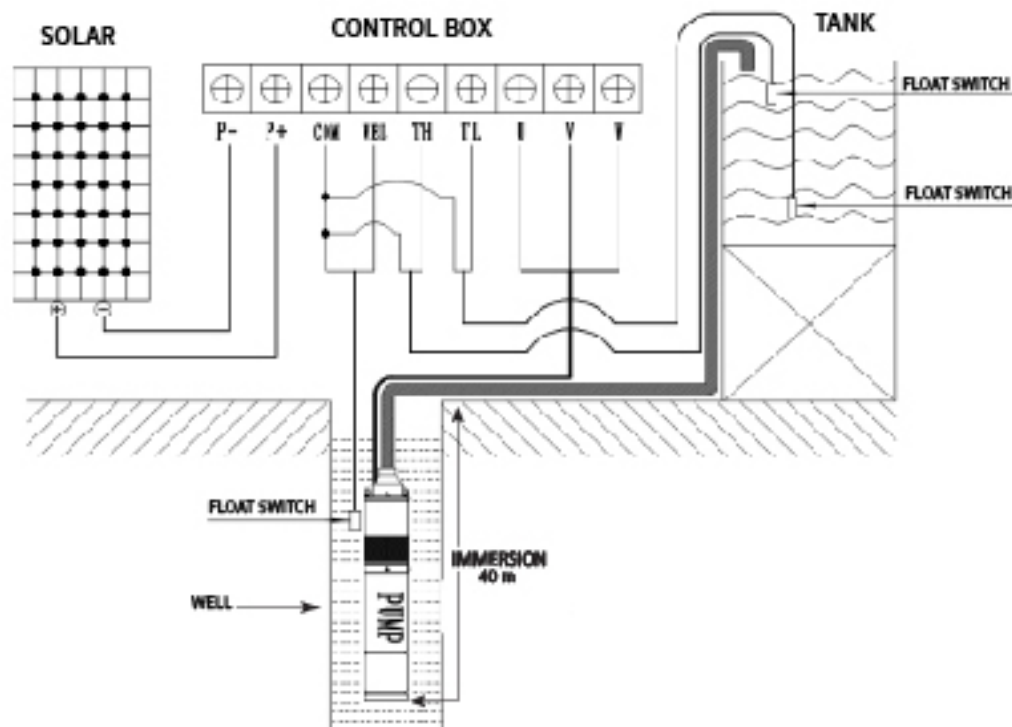 SOLAR
CONTROL BOX
TANK
FLOAT SWITCH
P- P+ COM WEL TH TL U V W
FLOAT SWITCH
FLOAT SWITCH
IMMERSION
40 m
WELL
PUMP